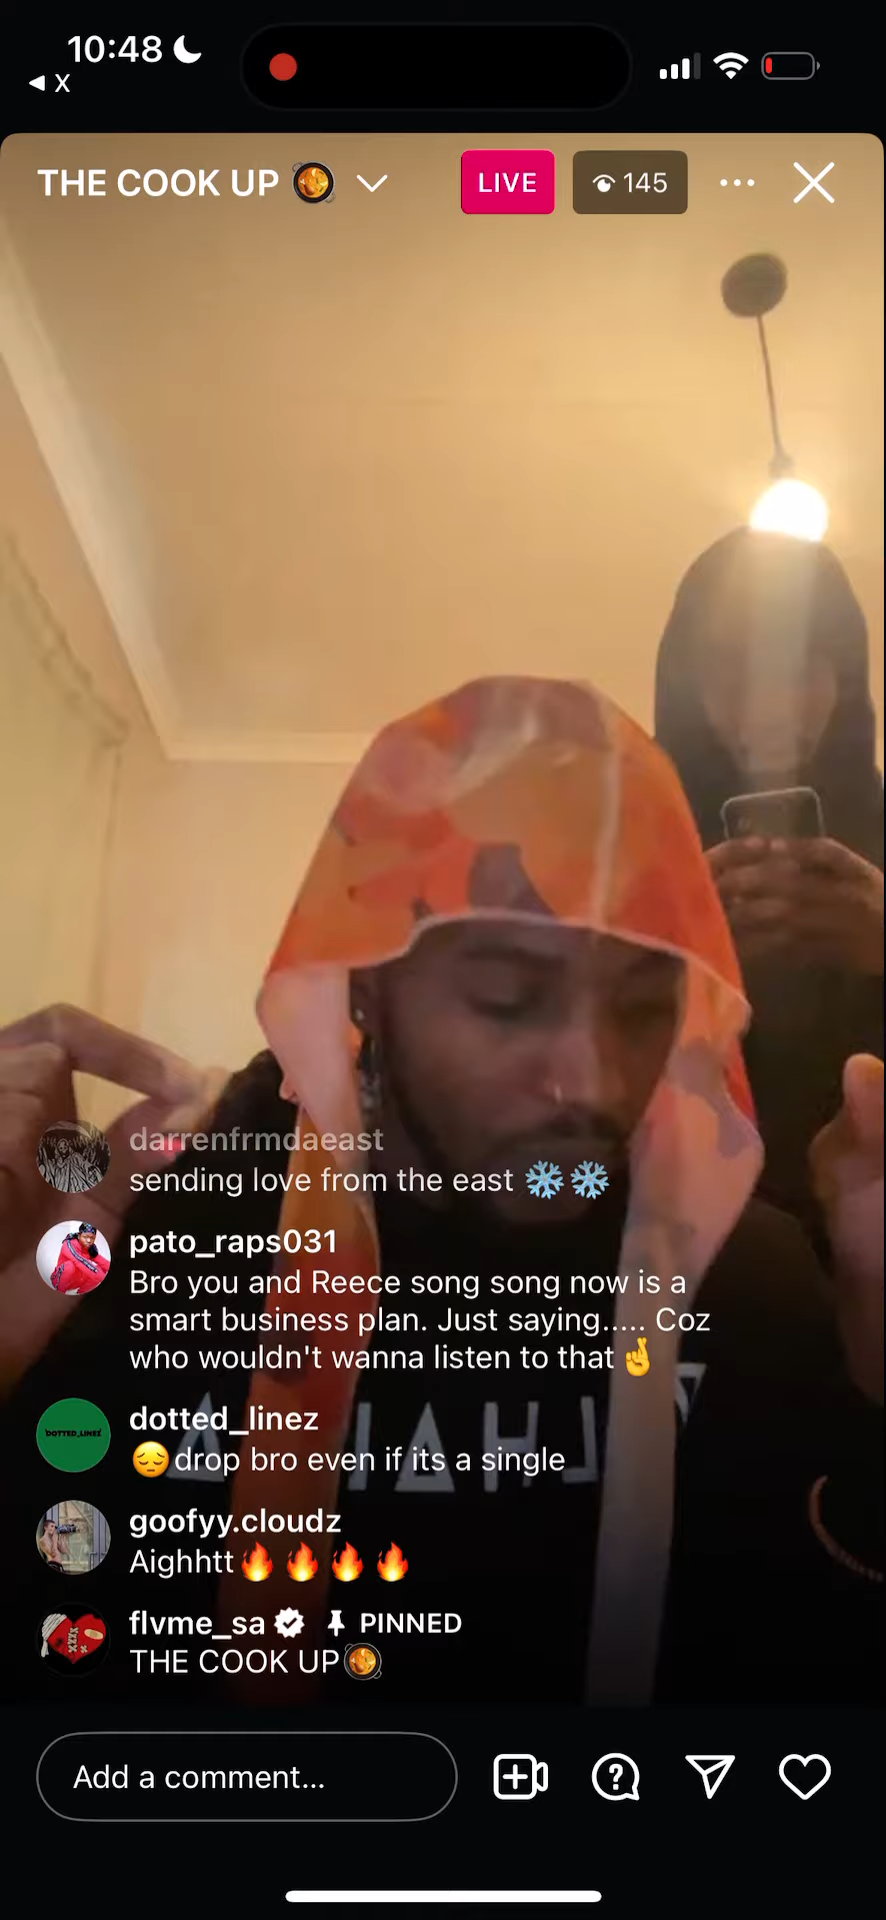 10:48
◀ X
THE COOK UP 🥘
LIVE
145
darrenfrmdaeast
sending love from the east ❄️❄️
pato_raps031
Bro you and Reece song song now is a
smart business plan. Just saying..... Coz
who wouldn't wanna listen to that 🤞
DOTTED_LINEZ
dotted_linez
😔drop bro even if its a single
goofyy.cloudz
Aighhtt🔥🔥🔥🔥
flvme_sa PINNED
THE COOK UP🥘
Add a comment...